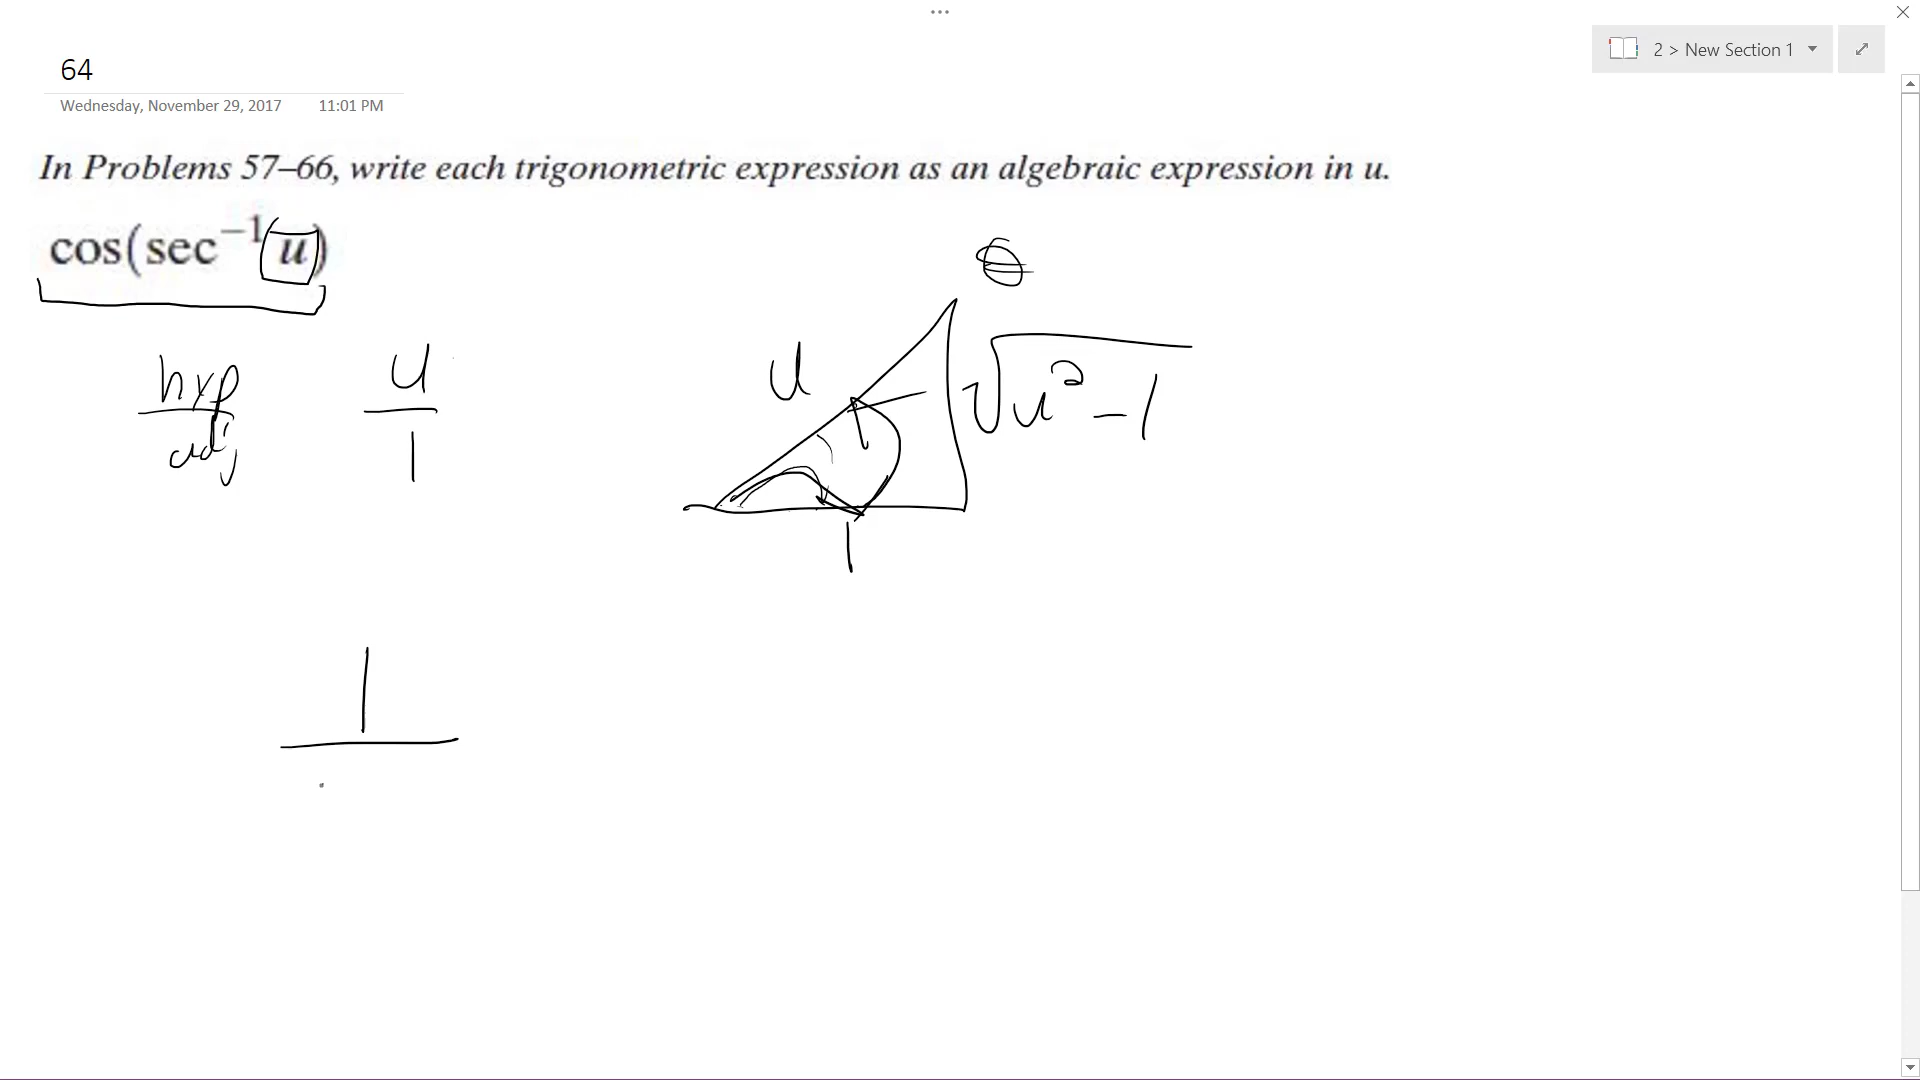 2 > New Section 1
64
Wednesday, November 29, 2017 11:01 PM
In Problems 57–66, write each trigonometric expression as an algebraic expression in u.
cos(sec⁻¹ u)
θ
hyp/adj u/1
u √(u² − 1)
1
1